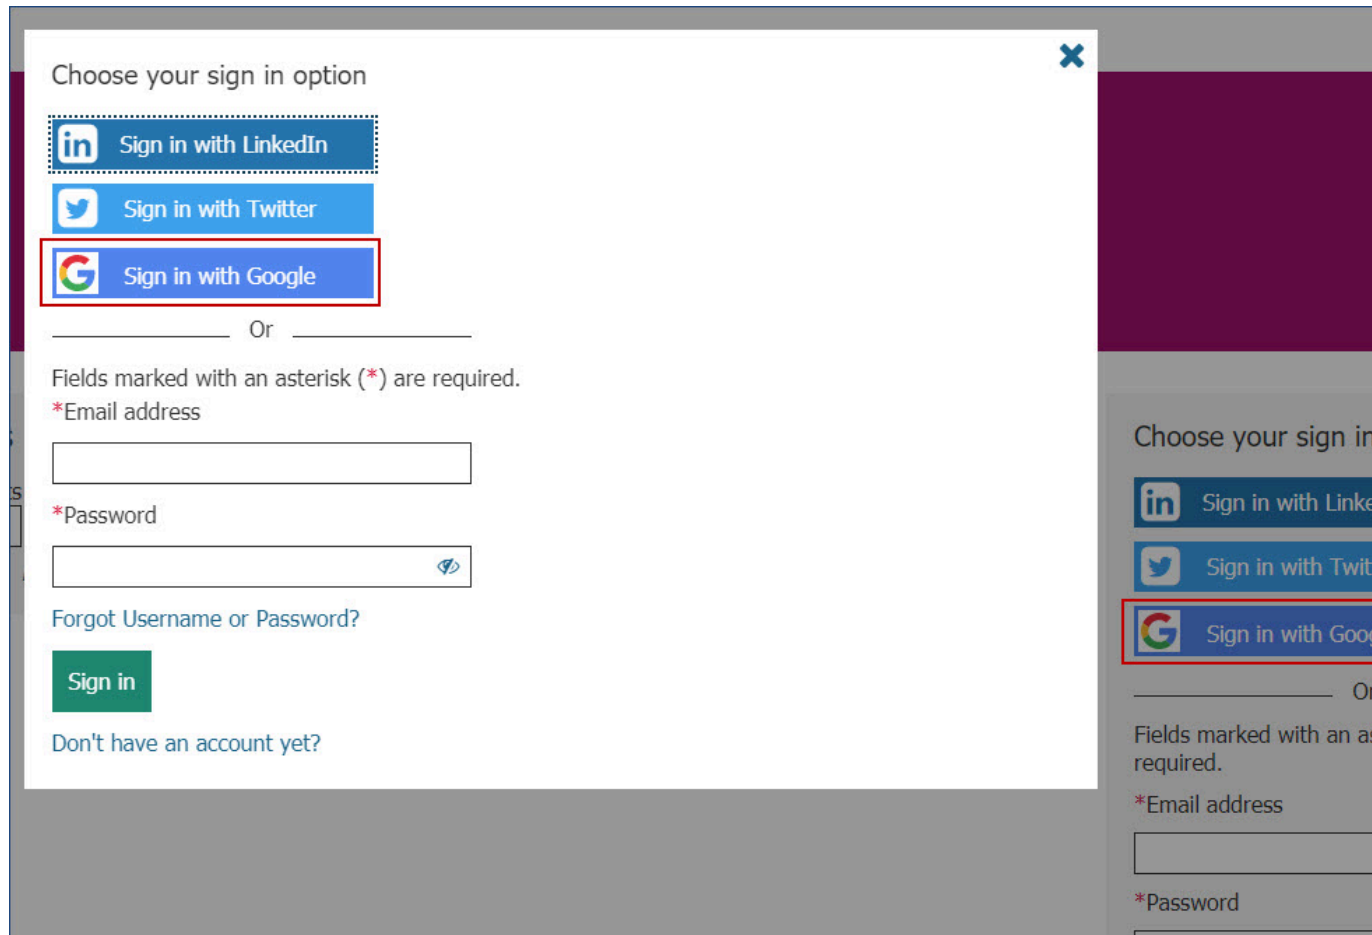 Choose your sign in option
in Sign in with LinkedIn
Sign in with Twitter
G Sign in with Google
Or
Fields marked with an asterisk (*) are required.
*Email address
*Password
Forgot Username or Password?
Sign in
Don't have an account yet?
Choose your sign in
in Sign in with Linke
Sign in with Twit
G Sign in with Goog
Or
Fields marked with an as
required.
*Email address
*Password